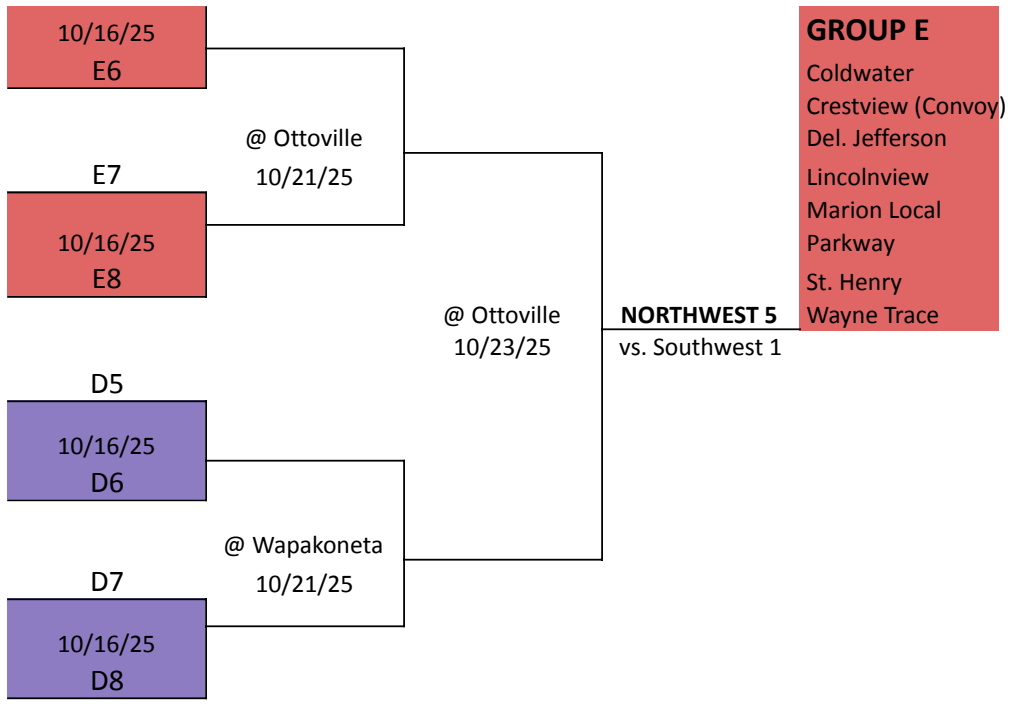 10/16/25
E6
@ Ottoville
10/21/25
E7
10/16/25
E8
@ Ottoville
10/23/25
D5
10/16/25
D6
@ Wapakoneta
10/21/25
D7
10/16/25
D8
NORTHWEST 5
vs. Southwest 1
GROUP E
Coldwater
Crestview (Convoy)
Del. Jefferson
Lincolnview
Marion Local
Parkway
St. Henry
Wayne Trace